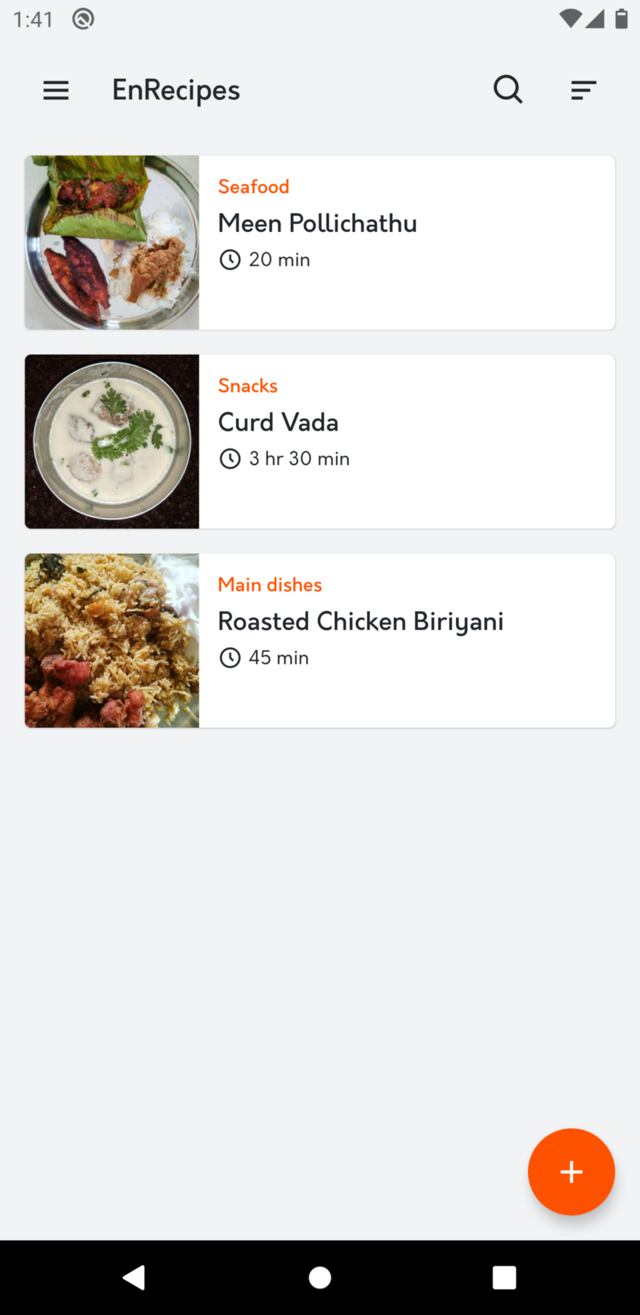 1:41
EnRecipes
Seafood
Meen Pollichathu
20 min
Snacks
Curd Vada
3 hr 30 min
Main dishes
Roasted Chicken Biriyani
45 min